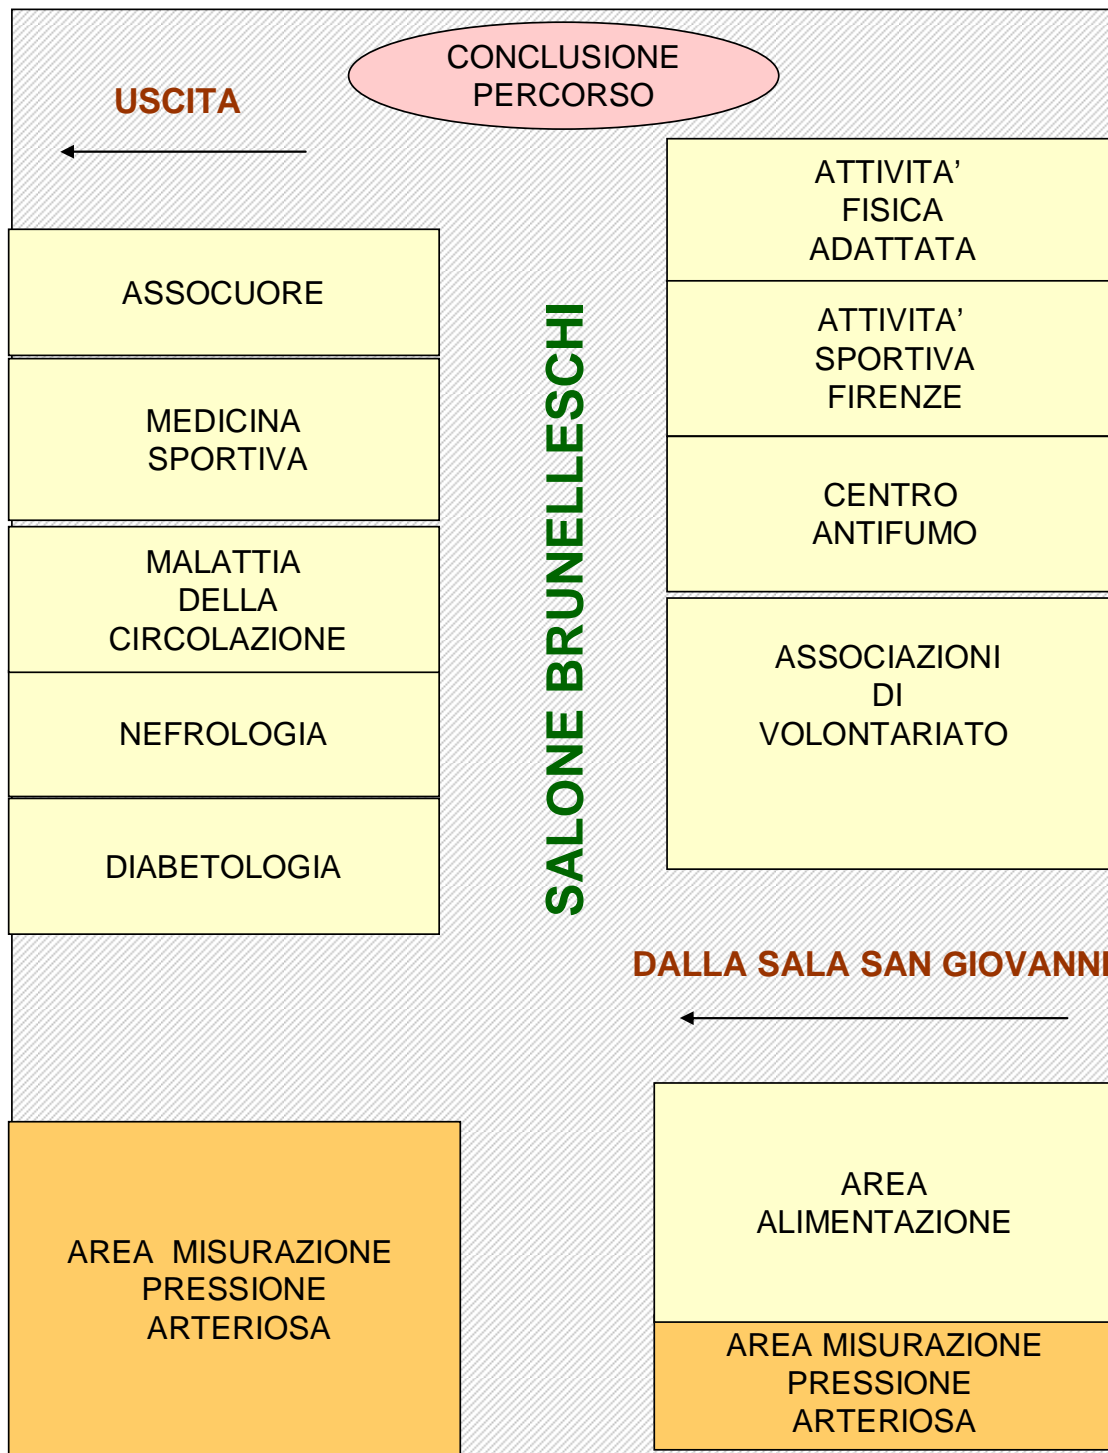 CONCLUSIONE
PERCORSO
USCITA
ATTIVITA’
FISICA
ADATTATA
ASSOCUORE
ATTIVITA’
SPORTIVA
FIRENZE
MEDICINA
SPORTIVA
CENTRO
ANTIFUMO
MALATTIA
DELLA
CIRCOLAZIONE
SALONE BRUNELLESCHI
ASSOCIAZIONI
DI
VOLONTARIATO
NEFROLOGIA
DIABETOLOGIA
DALLA SALA SAN GIOVANNI
AREA
ALIMENTAZIONE
AREA MISURAZIONE
PRESSIONE
ARTERIOSA
AREA MISURAZIONE
PRESSIONE
ARTERIOSA